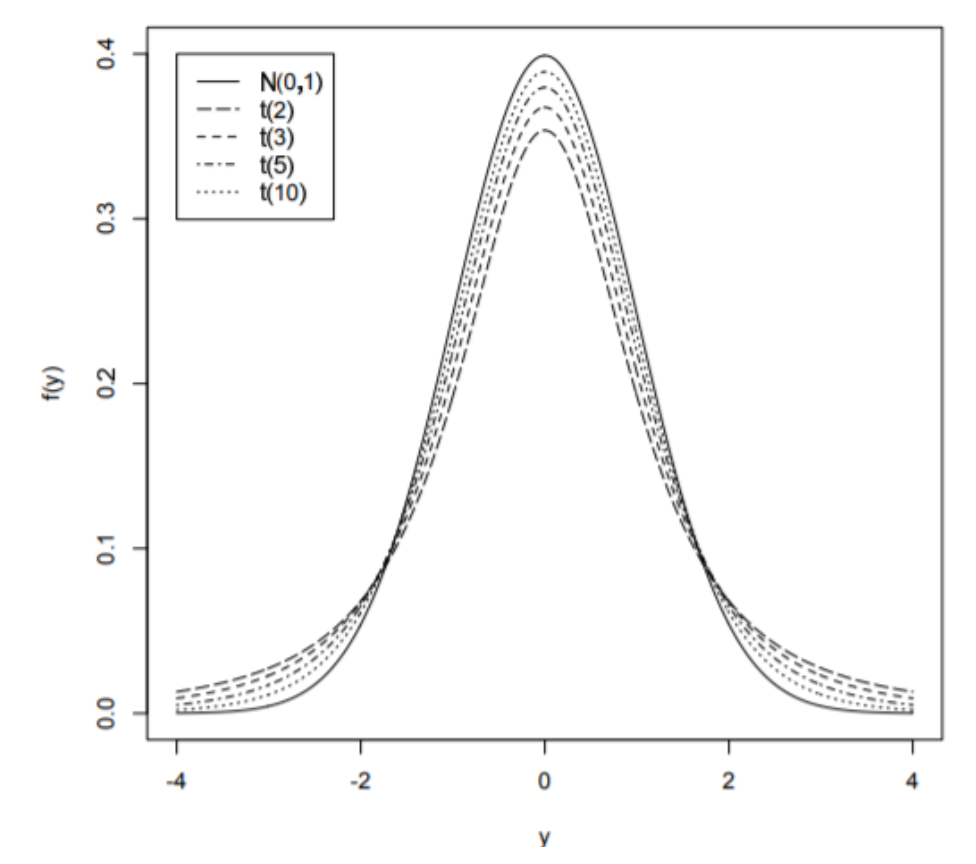 N(0,1)
t(2)
t(3)
t(5)
t(10)
f(y)
0.4
0.3
0.2
0.1
0.0
-4 -2 0 2 4
y